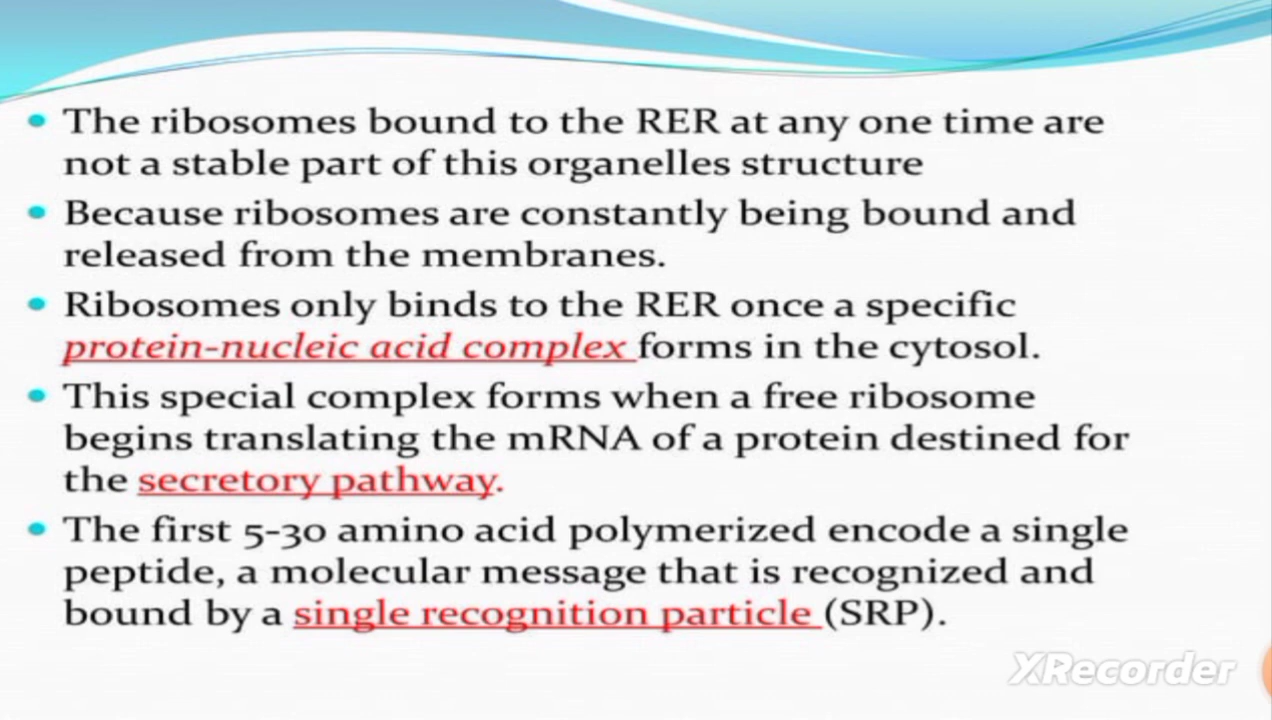 The ribosomes bound to the RER at any one time are
not a stable part of this organelles structure
Because ribosomes are constantly being bound and
released from the membranes.
Ribosomes only binds to the RER once a specific
protein-nucleic acid complex forms in the cytosol.
This special complex forms when a free ribosome
begins translating the mRNA of a protein destined for
the secretory pathway.
The first 5-30 amino acid polymerized encode a single
peptide, a molecular message that is recognized and
bound by a single recognition particle (SRP).
XRecorder